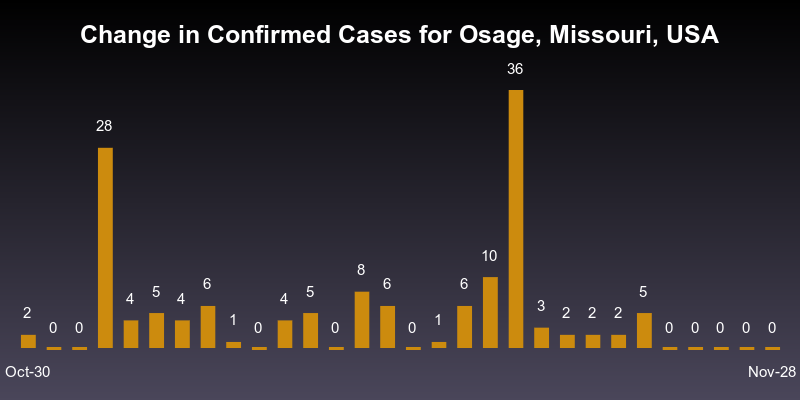 Change in Confirmed Cases for Osage, Missouri, USA
2 0 0 28 4 5 4 6 1 0 4 5 0 8 6 0 1 6 10 36 3 2 2 2 5 0 0 0 0 0
Oct-30 Nov-28